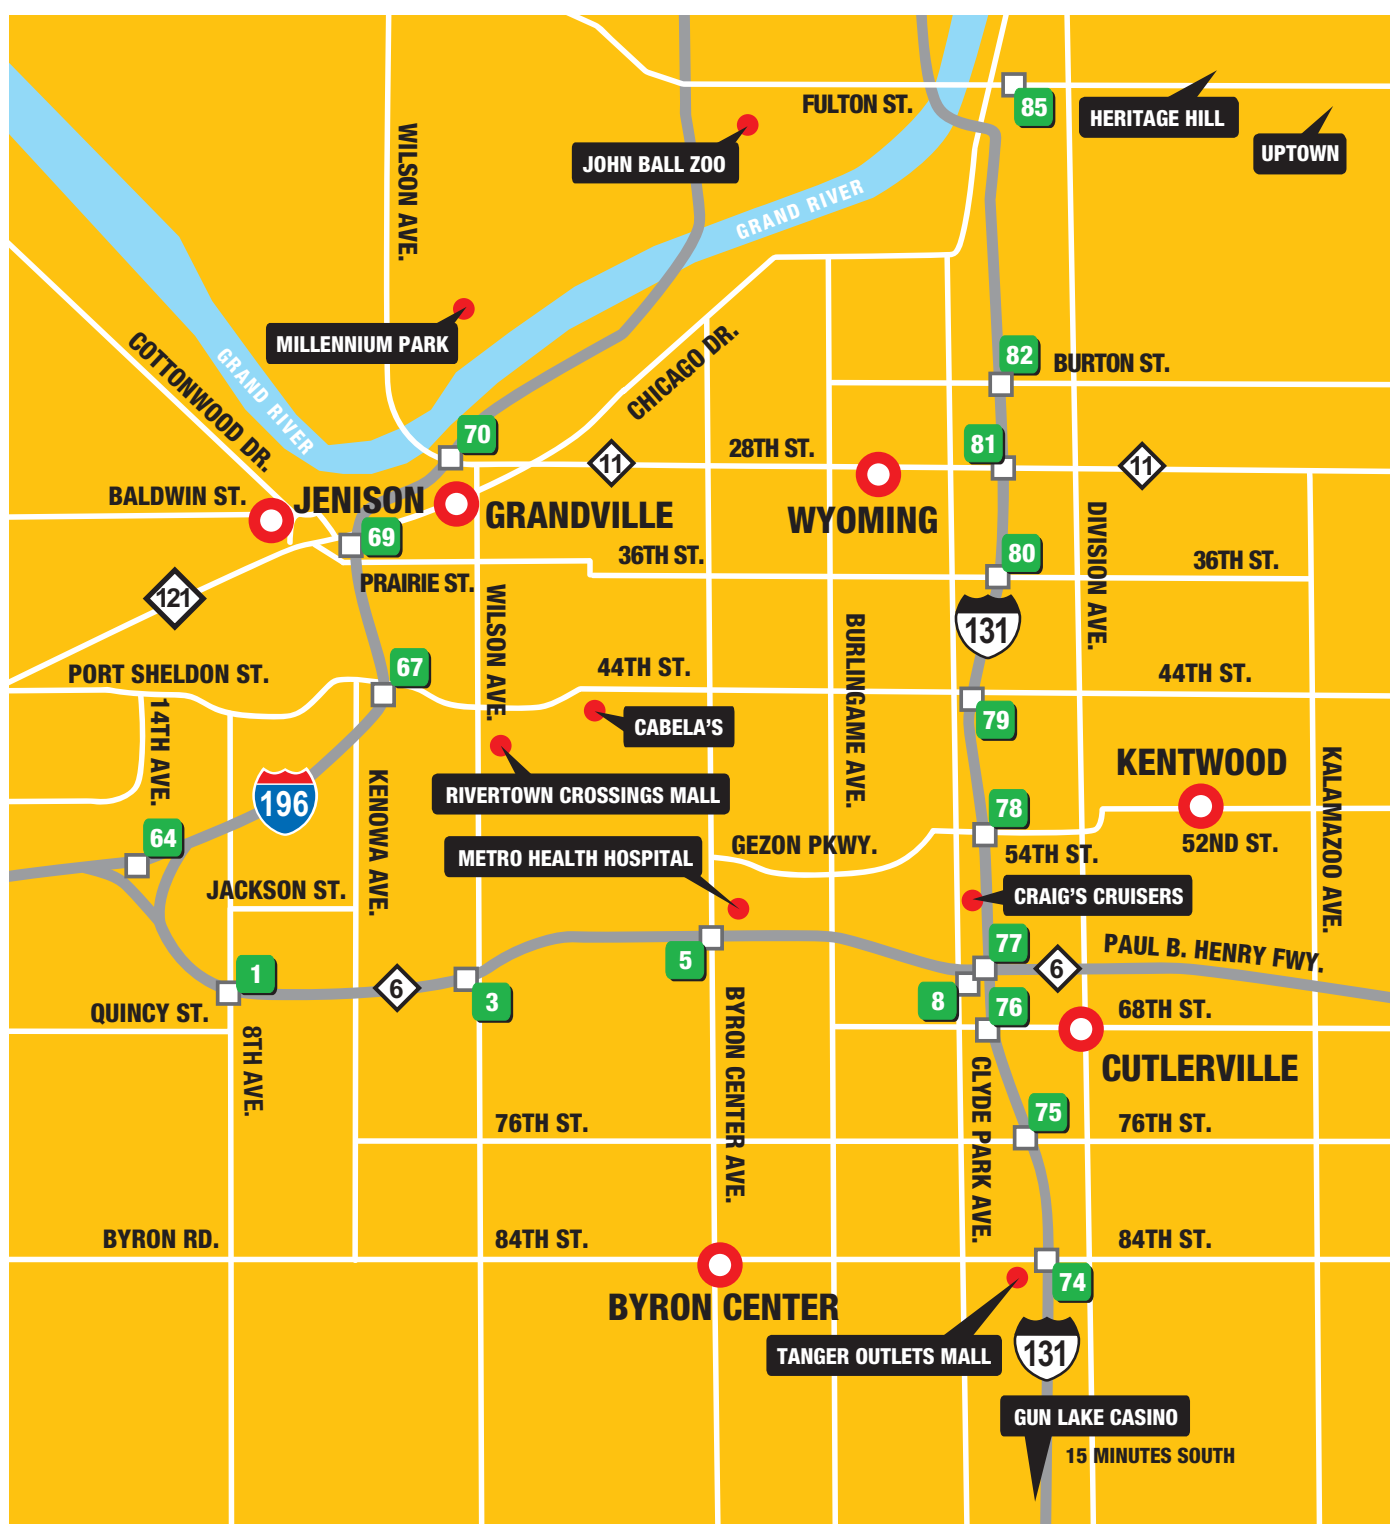 FULTON ST.
85
HERITAGE HILL
UPTOWN
JOHN BALL ZOO
WILSON AVE.
GRAND RIVER
MILLENNIUM PARK
COTTONWOOD DR.
GRAND RIVER
CHICAGO DR.
82
BURTON ST.
70
81
11
28TH ST.
11
BALDWIN ST.
JENISON
GRANDVILLE
WYOMING
DIVISION AVE.
69
36TH ST.
80
36TH ST.
PRAIRIE ST.
121
WILSON AVE.
BURLINGAME AVE.
131
PORT SHELDON ST.
67
44TH ST.
44TH ST.
14TH AVE.
CABELA'S
79
KENTWOOD
KALAMAZOO AVE.
KENOWA AVE.
196
RIVERTOWN CROSSINGS MALL
78
64
GEZON PKWY.
54TH ST.
52ND ST.
METRO HEALTH HOSPITAL
JACKSON ST.
CRAIG'S CRUISERS
77
PAUL B. HENRY FWY.
5
6
1
6
3
8
76
QUINCY ST.
68TH ST.
8TH AVE.
BYRON CENTER AVE.
CLYDE PARK AVE.
CUTLERVILLE
75
76TH ST.
76TH ST.
BYRON RD.
84TH ST.
84TH ST.
74
BYRON CENTER
TANGER OUTLETS MALL
131
GUN LAKE CASINO
15 MINUTES SOUTH